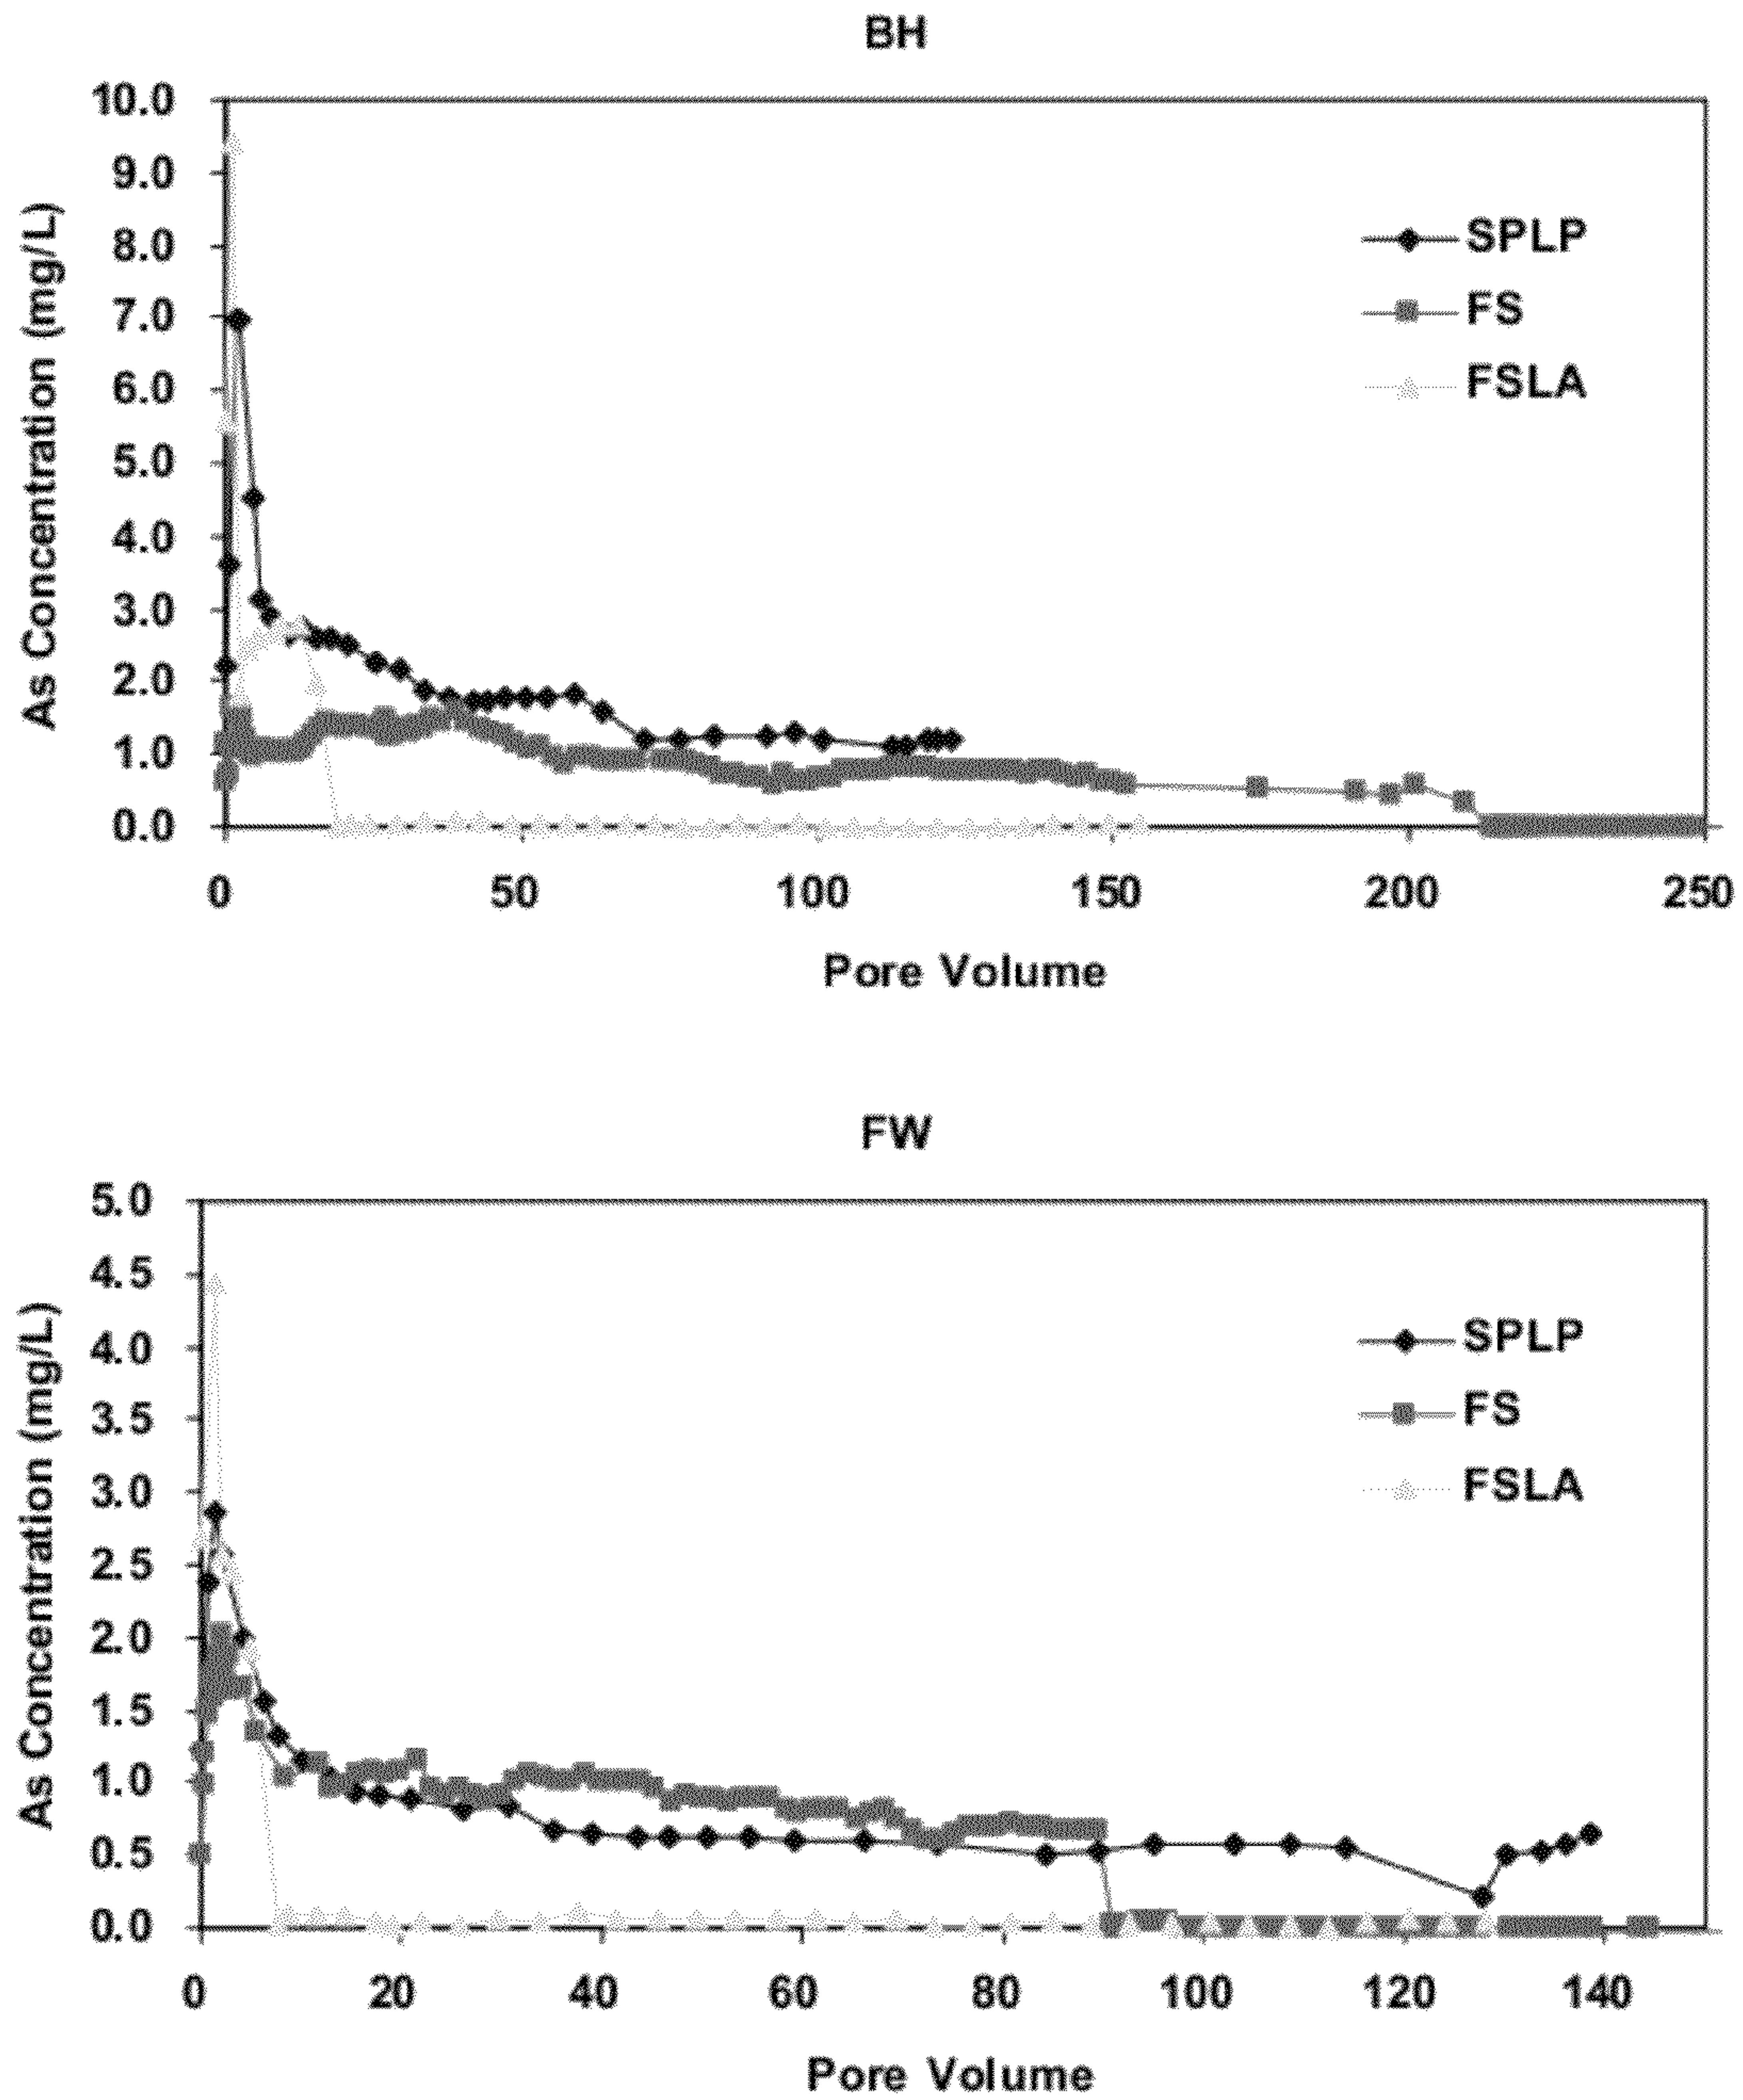 BH
10.0
9.0
8.0
7.0
6.0
5.0
4.0
3.0
2.0
1.0
0.0
As Concentration (mg/L)
SPLP
FS
FSLA
0 50 100 150 200 250
Pore Volume
FW
5.0
4.5
4.0
3.5
3.0
2.5
2.0
1.5
1.0
0.5
0.0
As Concentration (mg/L)
SPLP
FS
FSLA
0 20 40 60 80 100 120 140
Pore Volume